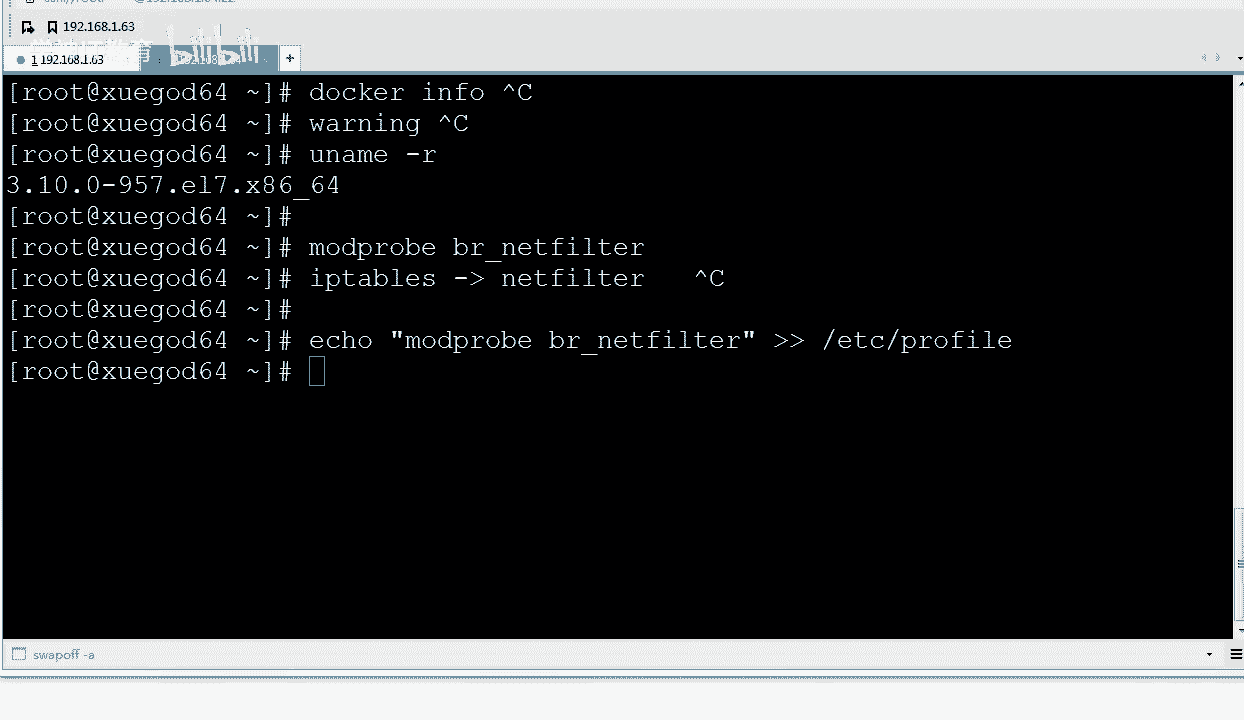 192.168.1.63
1 192.168.1.63
bilibili
+
[root@xuegod64 ~]# docker info ^C
[root@xuegod64 ~]# warning ^C
[root@xuegod64 ~]# uname -r
3.10.0-957.el7.x86_64
[root@xuegod64 ~]#
[root@xuegod64 ~]# modprobe br_netfilter
[root@xuegod64 ~]# iptables -> netfilter ^C
[root@xuegod64 ~]#
[root@xuegod64 ~]# echo "modprobe br_netfilter" >> /etc/profile
[root@xuegod64 ~]#
swapoff -a